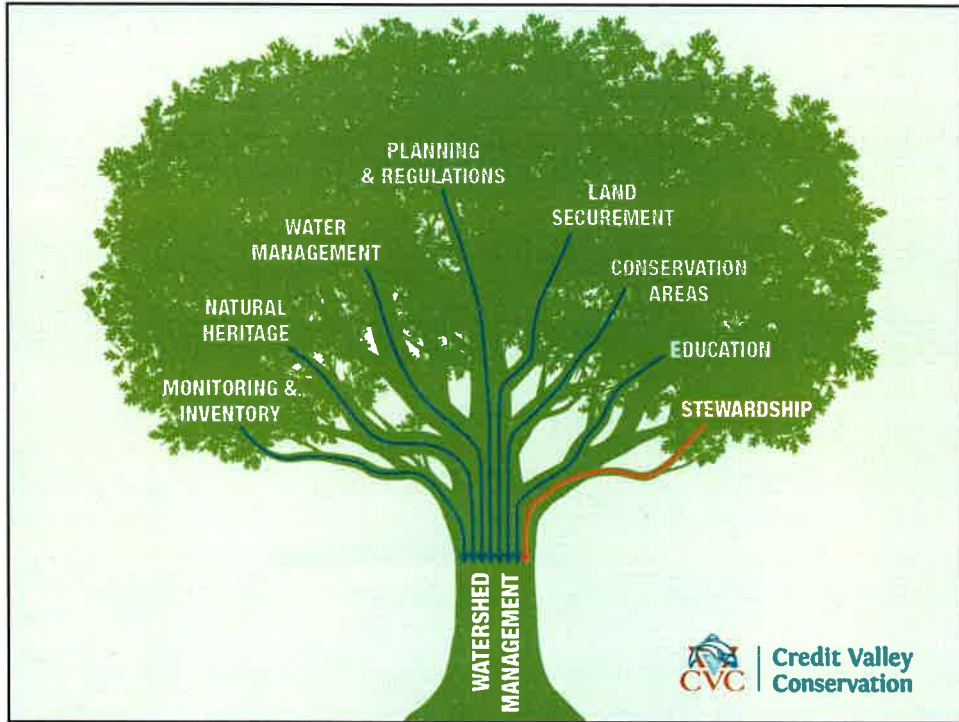 PLANNING
& REGULATIONS
LAND
SECUREMENT
WATER
MANAGEMENT
CONSERVATION
AREAS
NATURAL
HERITAGE
EDUCATION
MONITORING &
INVENTORY
STEWARDSHIP
WATERSHED
MANAGEMENT
CVC
Credit Valley
Conservation